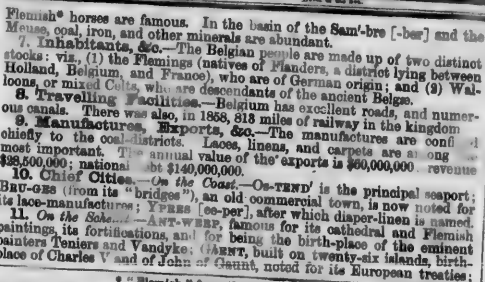 Flemish* horses are famous. In the basin of the Sam'-bre [-ber] and the
Meuse, coal, iron, and other minerals are abundant.
7. Inhabitants, &c.—The Belgian people are made up of two distinct
stocks: viz., (1) the Flemings (natives of Flanders, a district lying between
Holland, Belgium, and France), who are of German origin; and (2) Wal-
loons, or mixed Celts, who are descendants of the ancient Belgæ.
8. Travelling Facilities.—Belgium has excellent roads, and numer-
ous canals. There was also, in 1858, 813 miles of railway in the kingdom
9. Manufactures, Exports, &c.—The manufactures are confi
chiefly to the coal-districts. Laces, linens, and carpets are among
most important. The annual value of the exports is $60,000,000. revenue
$28,500,000; national debt $140,000,000.
10. Chief Cities.—On the Coast.—OS-TEND' is the principal seaport;
BRU-GES (from its "bridges"), an old commercial town, is now noted for
its lace-manufactures; YPRES [ee-per], after which diaper-linen is named.
11. On the —ANT-WERP, famous for its cathedral and Flemish
paintings, its fortifications, and for being the birth-place of the eminent
painters Teniers and Vandyke; GHENT, built on twenty-six islands, birth-
place of Charles V and of John of Gaunt, noted for its European treaties;